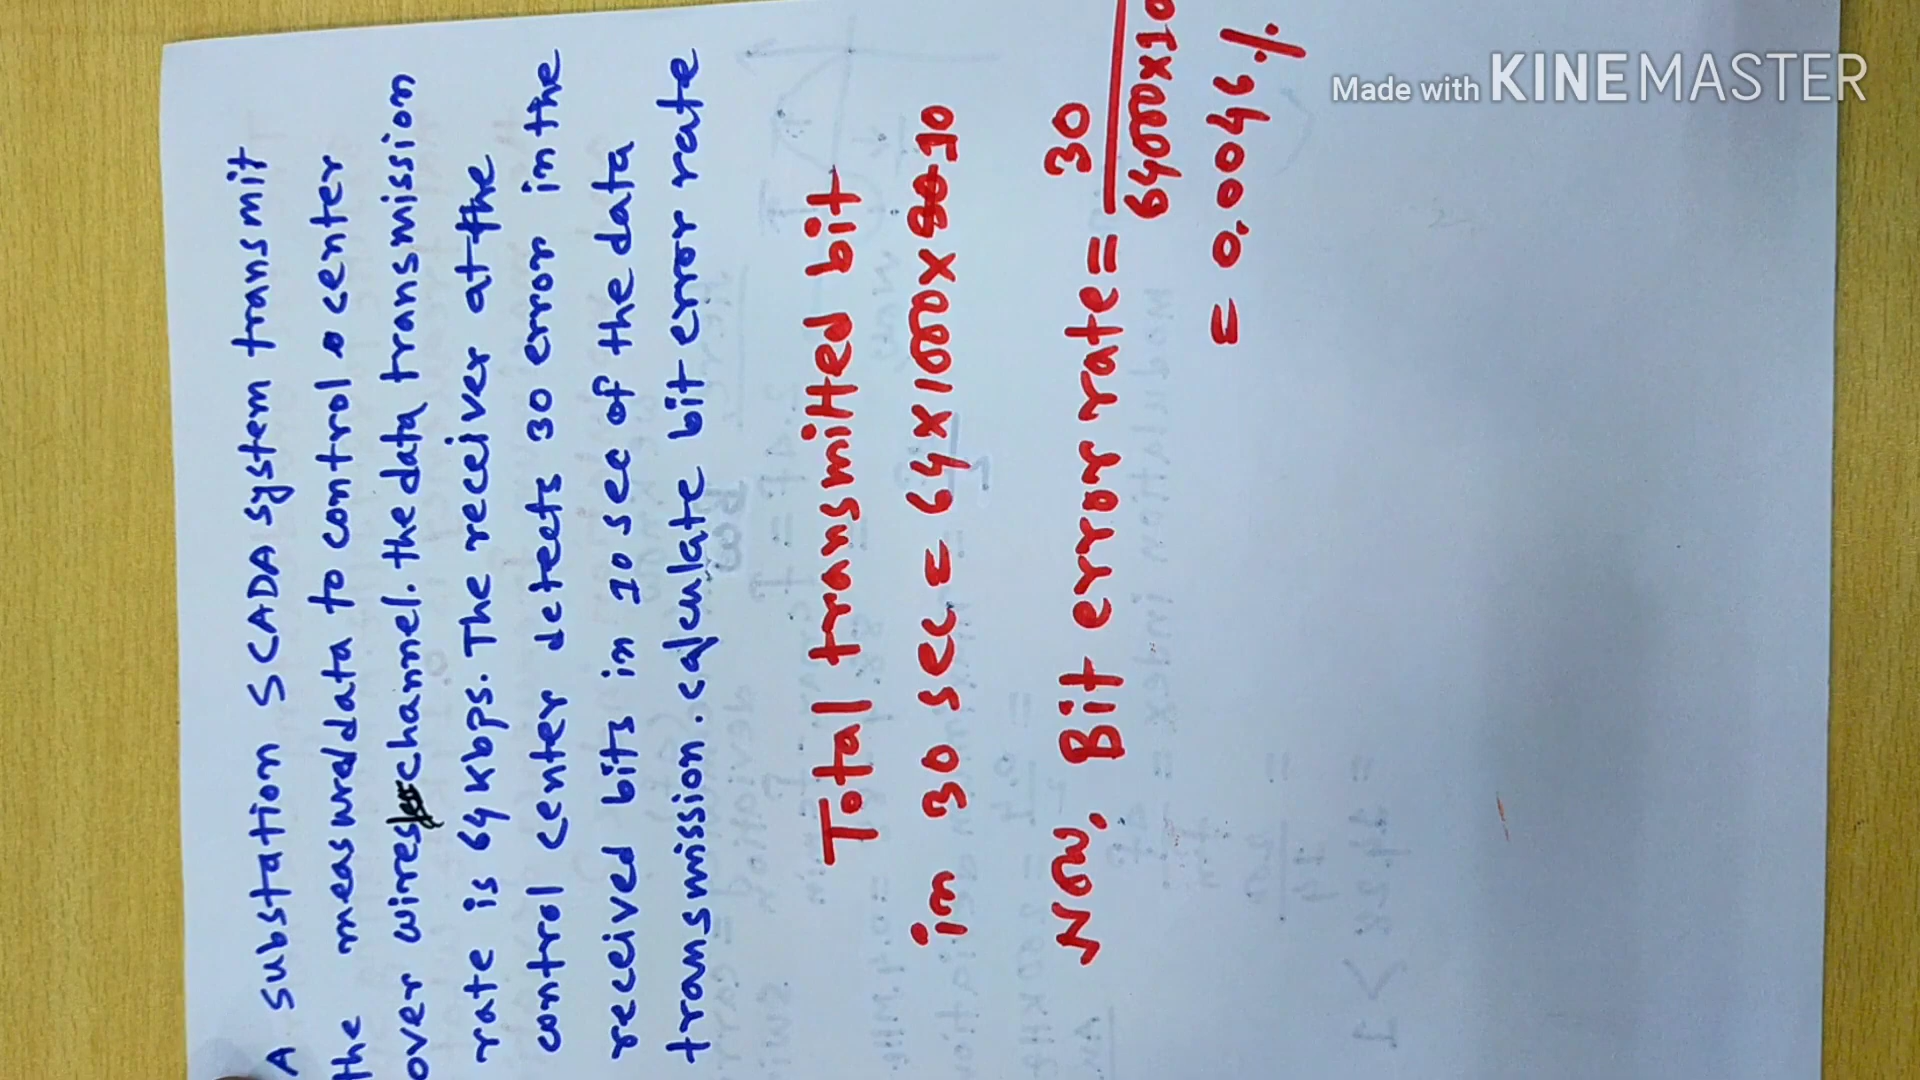 A substation SCADA system transmit
the measured data to control center
over wireless channel. the data transmission
rate is 64 kbps. The receiver at the
control center deteets 30 error in the
received bits in 10 sec of the data
transmission. calculate bit error rate
Total transmitted bit
in 30 sec = 64×1000×10
Now, Bit error rate = 30
64000×10
= 0.0046%
Made with KINEMASTER